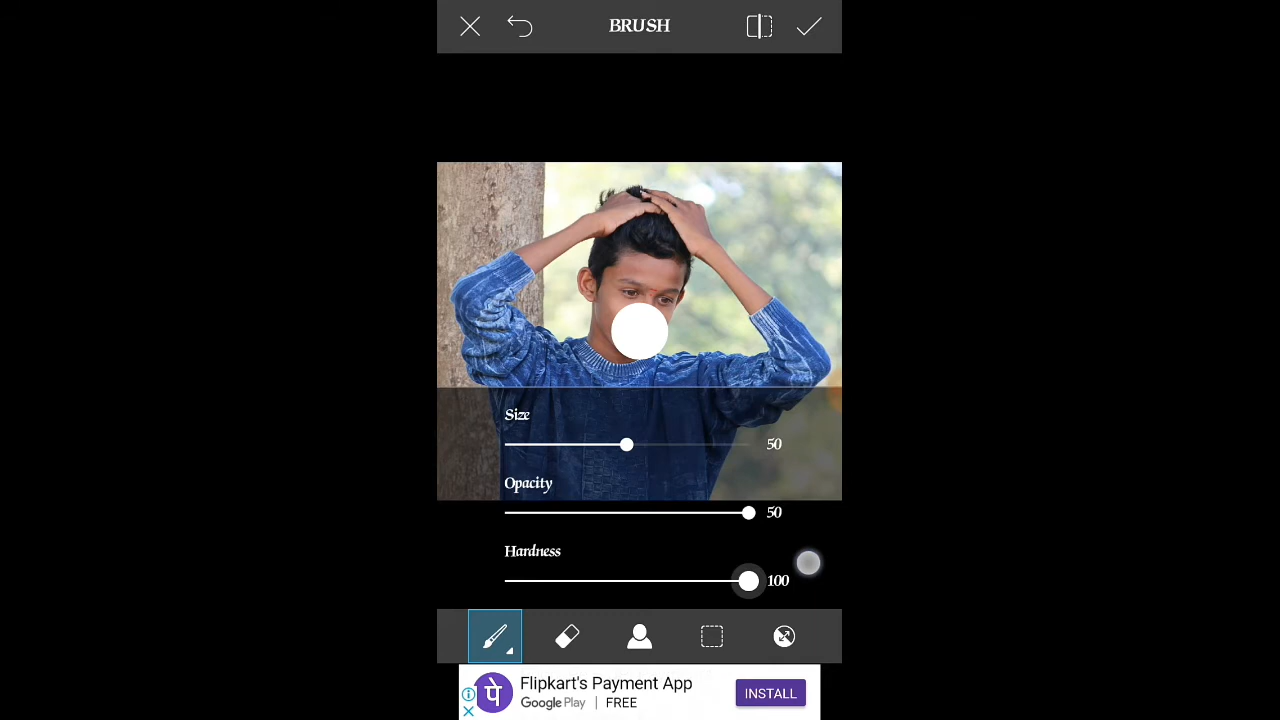 BRUSH
Size
50
Opacity
50
Hardness
100
पे
Flipkart's Payment App
Google Play | FREE
INSTALL